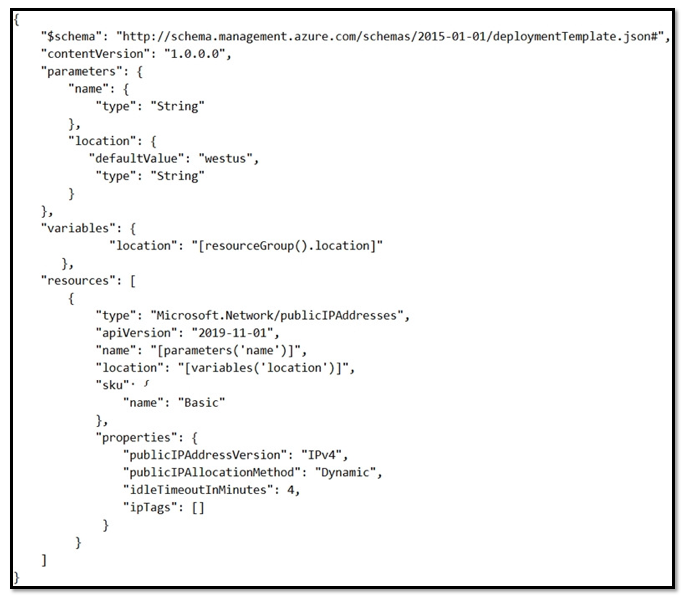 {
"$schema": "http://schema.management.azure.com/schemas/2015-01-01/deploymentTemplate.json#",
"contentVersion": "1.0.0.0",
"parameters": {
"name": {
"type": "String"
},
"location": {
"defaultValue": "westus",
"type": "String"
}
},
"variables": {
"location": "[resourceGroup().location]"
},
"resources": [
{
"type": "Microsoft.Network/publicIPAddresses",
"apiVersion": "2019-11-01",
"name": "[parameters('name')]",
"location": "[variables('location')]",
"sku"
"name": "Basic"
},
"properties": {
"publicIPAddressVersion": "IPv4",
"publicIPAllocationMethod": "Dynamic",
"idleTimeoutInMinutes": 4,
"ipTags": []
}
}
]
}